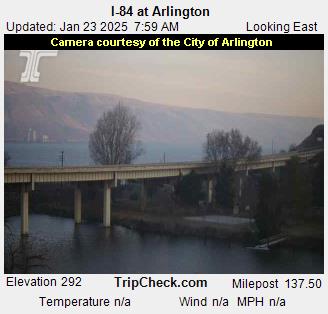 I-84 at Arlington
Updated: Jan 23 2025 7:59 AM Looking East
Camera courtesy of the City of Arlington
Elevation 292 TripCheck.com Milepost 137.50
Temperature n/a Wind n/a MPH n/a